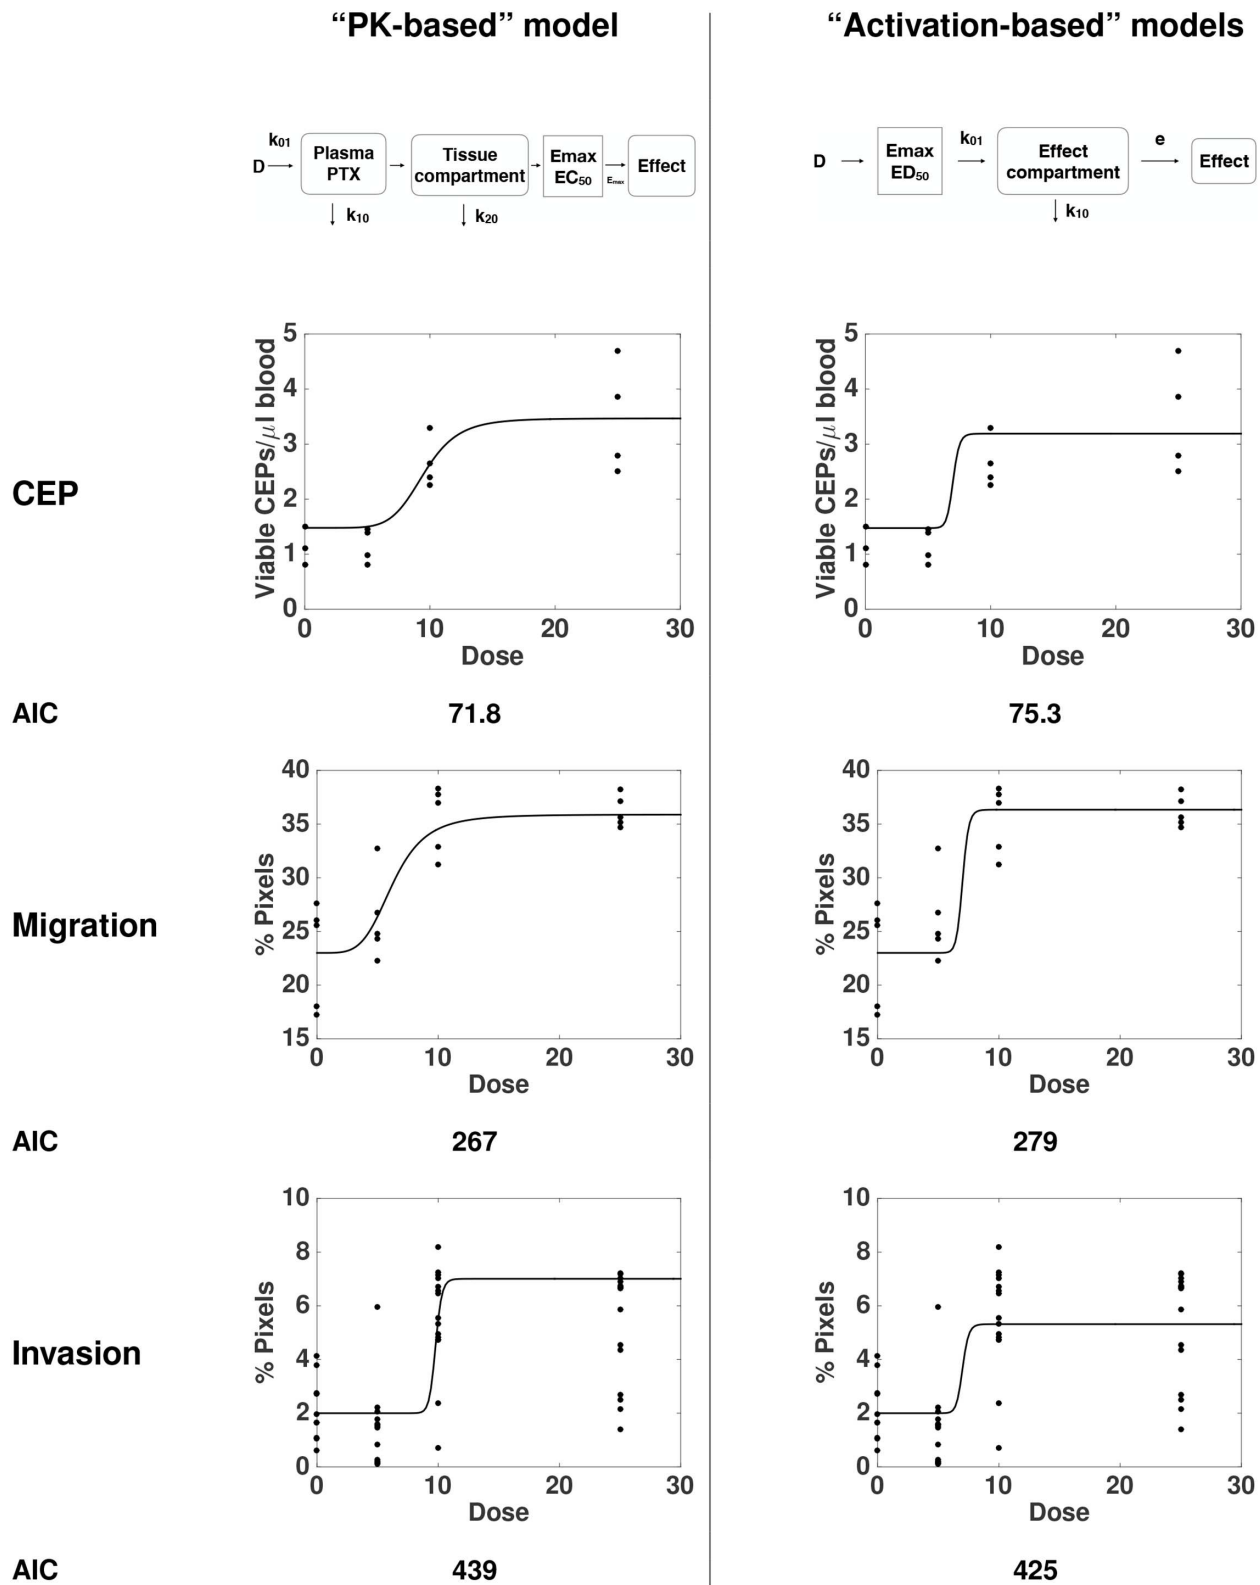 “PK-based” model
“Activation-based” models
k01
D
Plasma
PTX
Tissue
compartment
Emax
EC50
Emax
Effect
k10
k20
D
Emax
ED50
k01
Effect
compartment
e
Effect
k10
CEP
Viable CEPs/μl blood
5
4
3
2
1
0
0 10 20 30
Dose
Viable CEPs/μl blood
5
4
3
2
1
0
0 10 20 30
Dose
AIC 71.8 75.3
Migration
% Pixels
40
35
30
25
20
15
0 10 20 30
Dose
% Pixels
40
35
30
25
20
15
0 10 20 30
Dose
AIC 267 279
Invasion
% Pixels
10
8
6
4
2
0
0 10 20 30
Dose
% Pixels
10
8
6
4
2
0
0 10 20 30
Dose
AIC 439 425